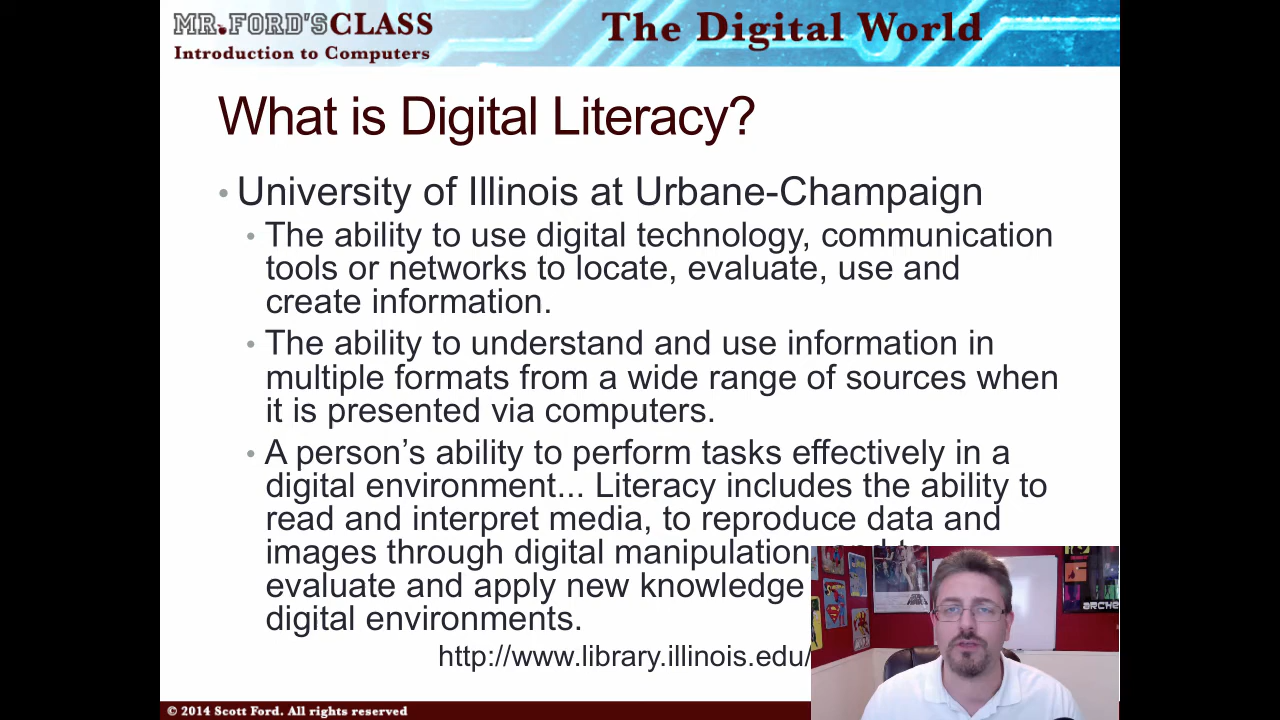 MR.FORD'S CLASS
Introduction to Computers
The Digital World
What is Digital Literacy?
• University of Illinois at Urbane-Champaign
• The ability to use digital technology, communication
tools or networks to locate, evaluate, use and
create information.
• The ability to understand and use information in
multiple formats from a wide range of sources when
it is presented via computers.
• A person’s ability to perform tasks effectively in a
digital environment... Literacy includes the ability to
read and interpret media, to reproduce data and
images through digital manipulation, and to
evaluate and apply new knowledge
digital environments.
http://www.library.illinois.edu/
© 2014 Scott Ford. All rights reserved